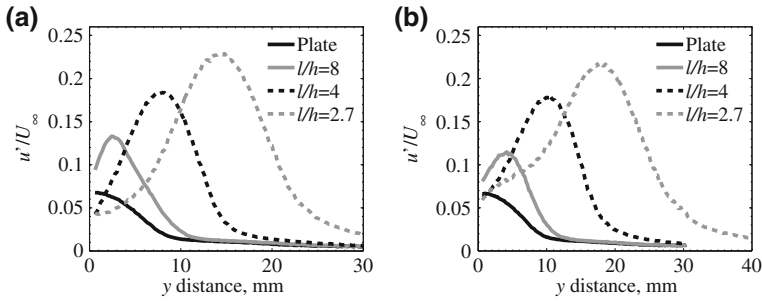 (a)
0.25
0.2
0.15
0.1
0.05
0
u'/U∞
0 10 20 30
y distance, mm
Plate
l/h=8
l/h=4
l/h=2.7
(b)
0.25
0.2
0.15
0.1
0.05
0
u'/U∞
0 10 20 30 40
y distance, mm
Plate
l/h=8
l/h=4
l/h=2.7